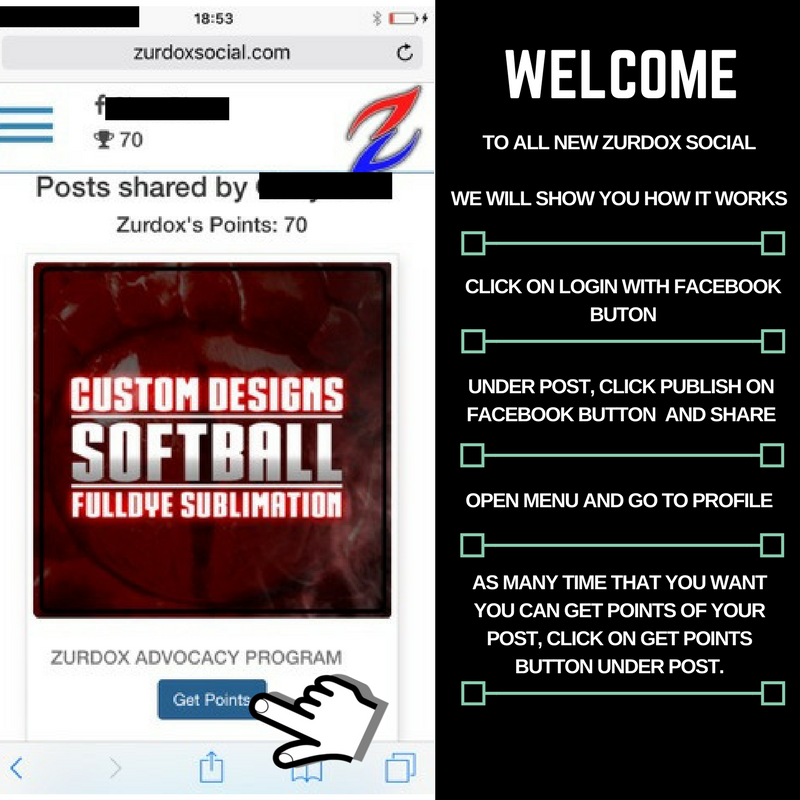 18:53
zurdoxsocial.com
f
70
Posts shared by
Zurdox's Points: 70
CUSTOM DESIGNS
SOFTBALL
FULLDYE SUBLIMATION
ZURDOX ADVOCACY PROGRAM
Get Points
WELCOME
TO ALL NEW ZURDOX SOCIAL
WE WILL SHOW YOU HOW IT WORKS
CLICK ON LOGIN WITH FACEBOOK
BUTON
UNDER POST, CLICK PUBLISH ON
FACEBOOK BUTTON AND SHARE
OPEN MENU AND GO TO PROFILE
AS MANY TIME THAT YOU WANT
YOU CAN GET POINTS OF YOUR
POST, CLICK ON GET POINTS
BUTTON UNDER POST.